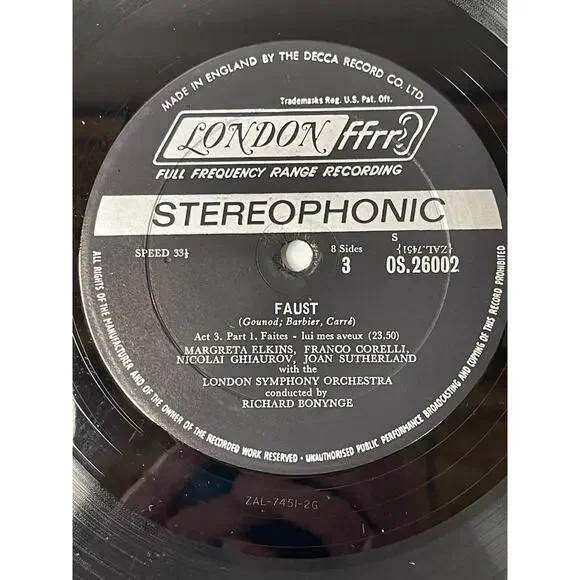 MADE IN ENGLAND BY THE DECCA RECORD CO. LTD.
Trademarks Reg. U.S. Pat. Off.
LONDON ffrr
FULL FREQUENCY RANGE RECORDING
STEREOPHONIC
SPEED 33⅓
8 Sides
3
S
{ZAL.7451}
OS.26002
FAUST
(Gounod; Barbier, Carré)
Act 3. Part 1. Faites - lui mes aveux (23.50)
MARGRETA ELKINS, FRANCO CORELLI,
NICOLAI GHIAUROV, JOAN SUTHERLAND
with the
LONDON SYMPHONY ORCHESTRA
conducted by
RICHARD BONYNGE
ALL RIGHTS OF THE MANUFACTURER AND OF THE OWNER OF THE RECORDED WORK RESERVED · UNAUTHORISED PUBLIC PERFORMANCE BROADCASTING AND COPYING OF THIS RECORD PROHIBITED
ZAL-7451-2G